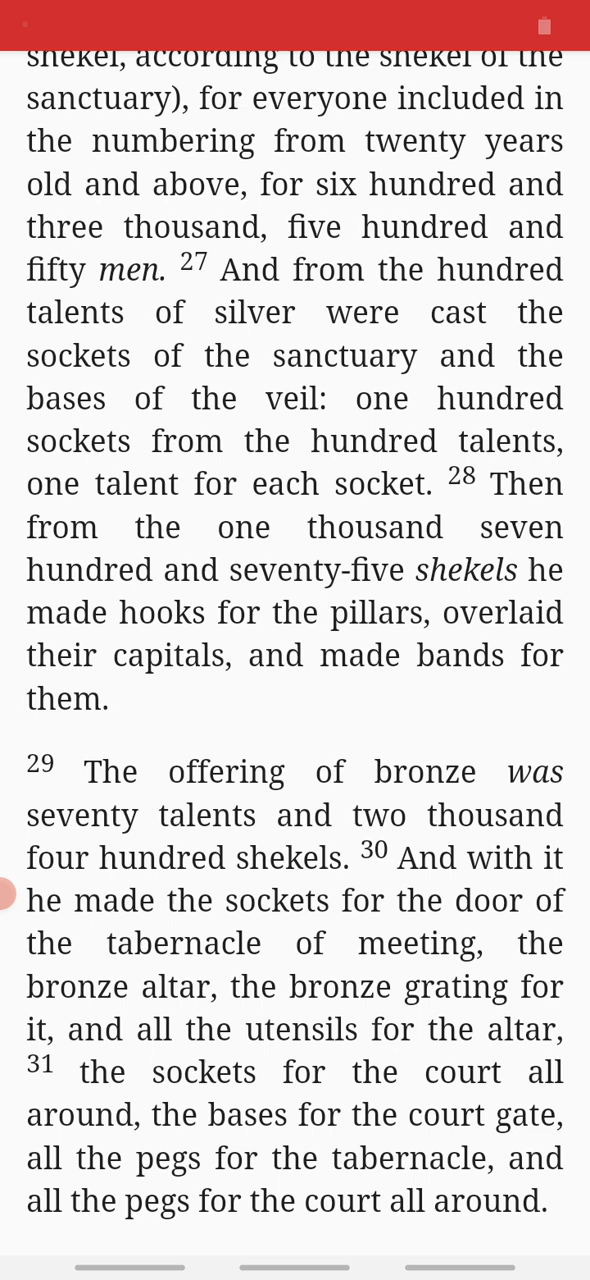 shekel, according to the shekel of the
sanctuary), for everyone included in
the numbering from twenty years
old and above, for six hundred and
three thousand, five hundred and
fifty men. 27 And from the hundred
talents of silver were cast the
sockets of the sanctuary and the
bases of the veil: one hundred
sockets from the hundred talents,
one talent for each socket. 28 Then
from the one thousand seven
hundred and seventy-five shekels he
made hooks for the pillars, overlaid
their capitals, and made bands for
them.
29 The offering of bronze was
seventy talents and two thousand
four hundred shekels. 30 And with it
he made the sockets for the door of
the tabernacle of meeting, the
bronze altar, the bronze grating for
it, and all the utensils for the altar,
31 the sockets for the court all
around, the bases for the court gate,
all the pegs for the tabernacle, and
all the pegs for the court all around.